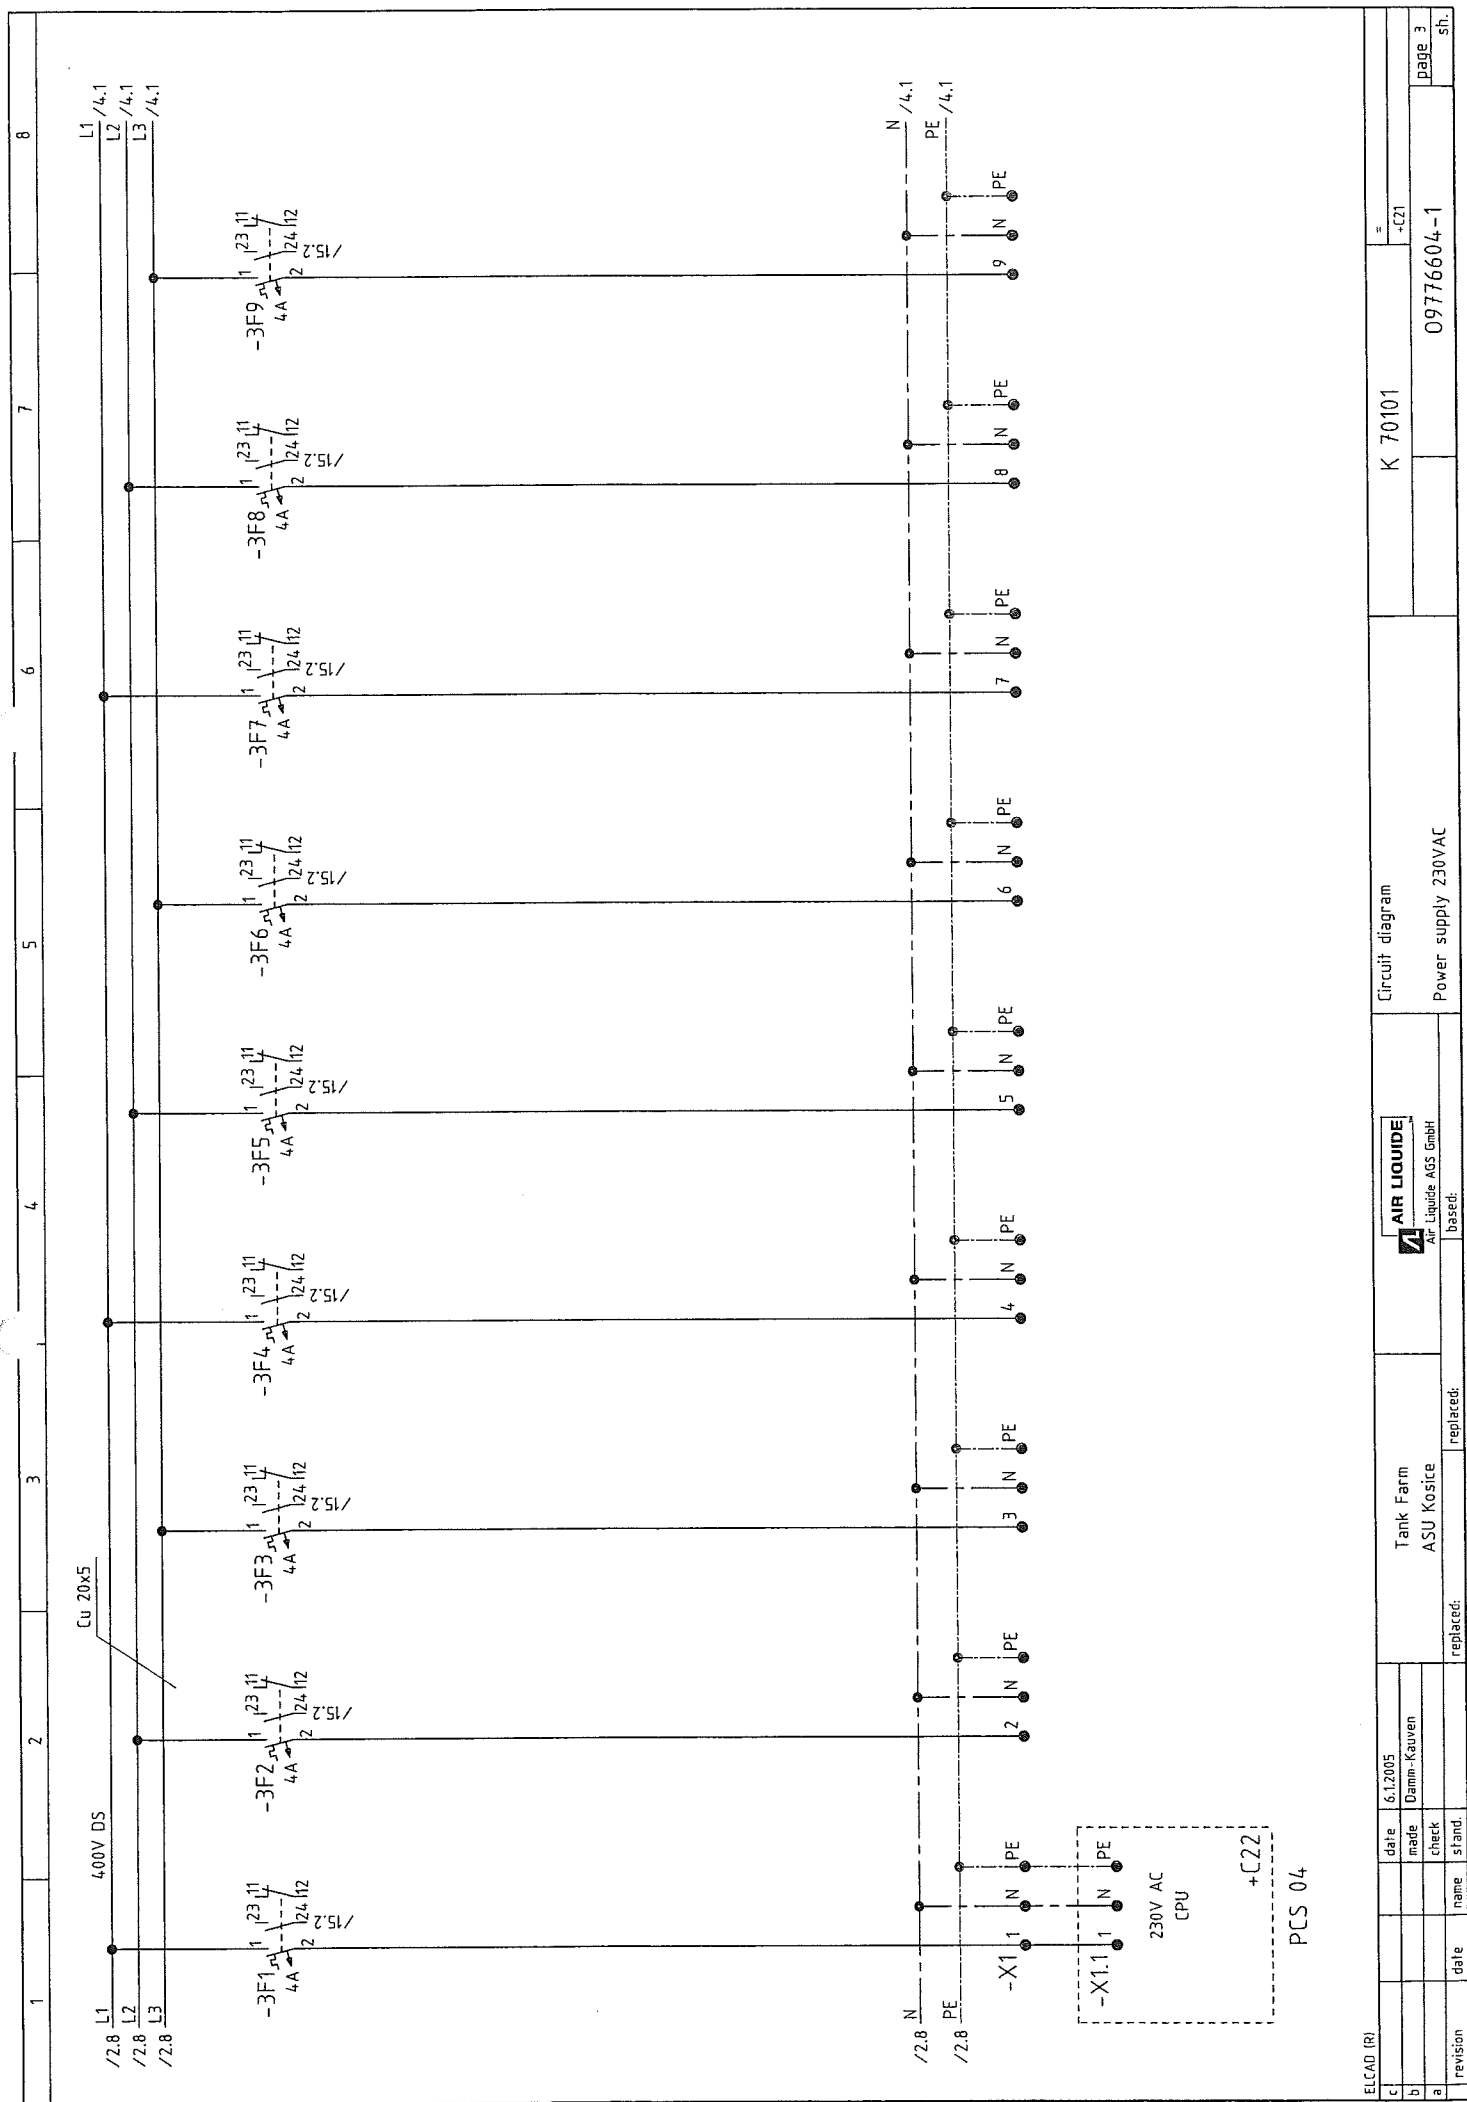 1 2 3 4 5 6 7 8
400V DS
Cu 20x5
/2.8 L1 L1 /4.1
/2.8 L2 L2 /4.1
/2.8 L3 L3 /4.1
-3F1 4A 1 2 23 24 11 12 /15.2
-3F2 4A 1 2 23 24 11 12 /15.2
-3F3 4A 1 2 23 24 11 12 /15.2
-3F4 4A 1 2 23 24 11 12 /15.2
-3F5 4A 1 2 23 24 11 12 /15.2
-3F6 4A 1 2 23 24 11 12 /15.2
-3F7 4A 1 2 23 24 11 12 /15.2
-3F8 4A 1 2 23 24 11 12 /15.2
-3F9 4A 1 2 23 24 11 12 /15.2
/2.8 N N /4.1
/2.8 PE PE /4.1
-X1 1 N PE 2 N PE 3 N PE 4 N PE 5 N PE 6 N PE 7 N PE 8 N PE 9 N PE
-X1.1 1 N PE
230V AC
CPU
+C22
PCS 04
ELCAD (R)
c
b
a
revision date name
date 6.1.2005
made Damm-Kauven
check
stand.
Tank Farm
ASU Kosice
replaced: replaced:
AIR LIQUIDE™
Air Liquide AGS GmbH
based:
Circuit diagram
Power supply 230VAC
K 70101
=
+C21
09776604-1
page 3
sh.